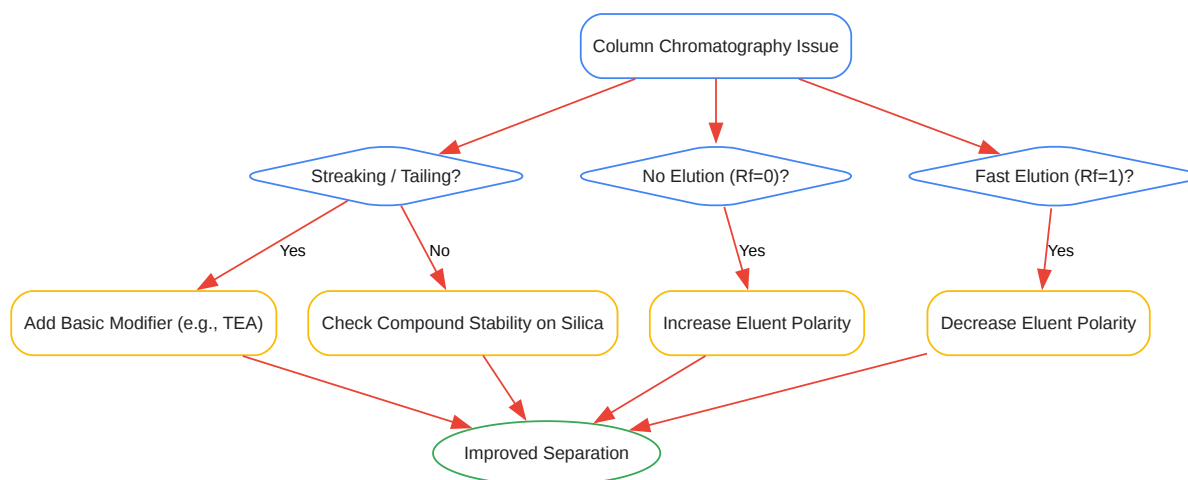 Column Chromatography Issue
Streaking / Tailing?
No Elution (Rf=0)?
Fast Elution (Rf=1)?
Yes
No
Yes
Yes
Add Basic Modifier (e.g., TEA)
Check Compound Stability on Silica
Increase Eluent Polarity
Decrease Eluent Polarity
Improved Separation